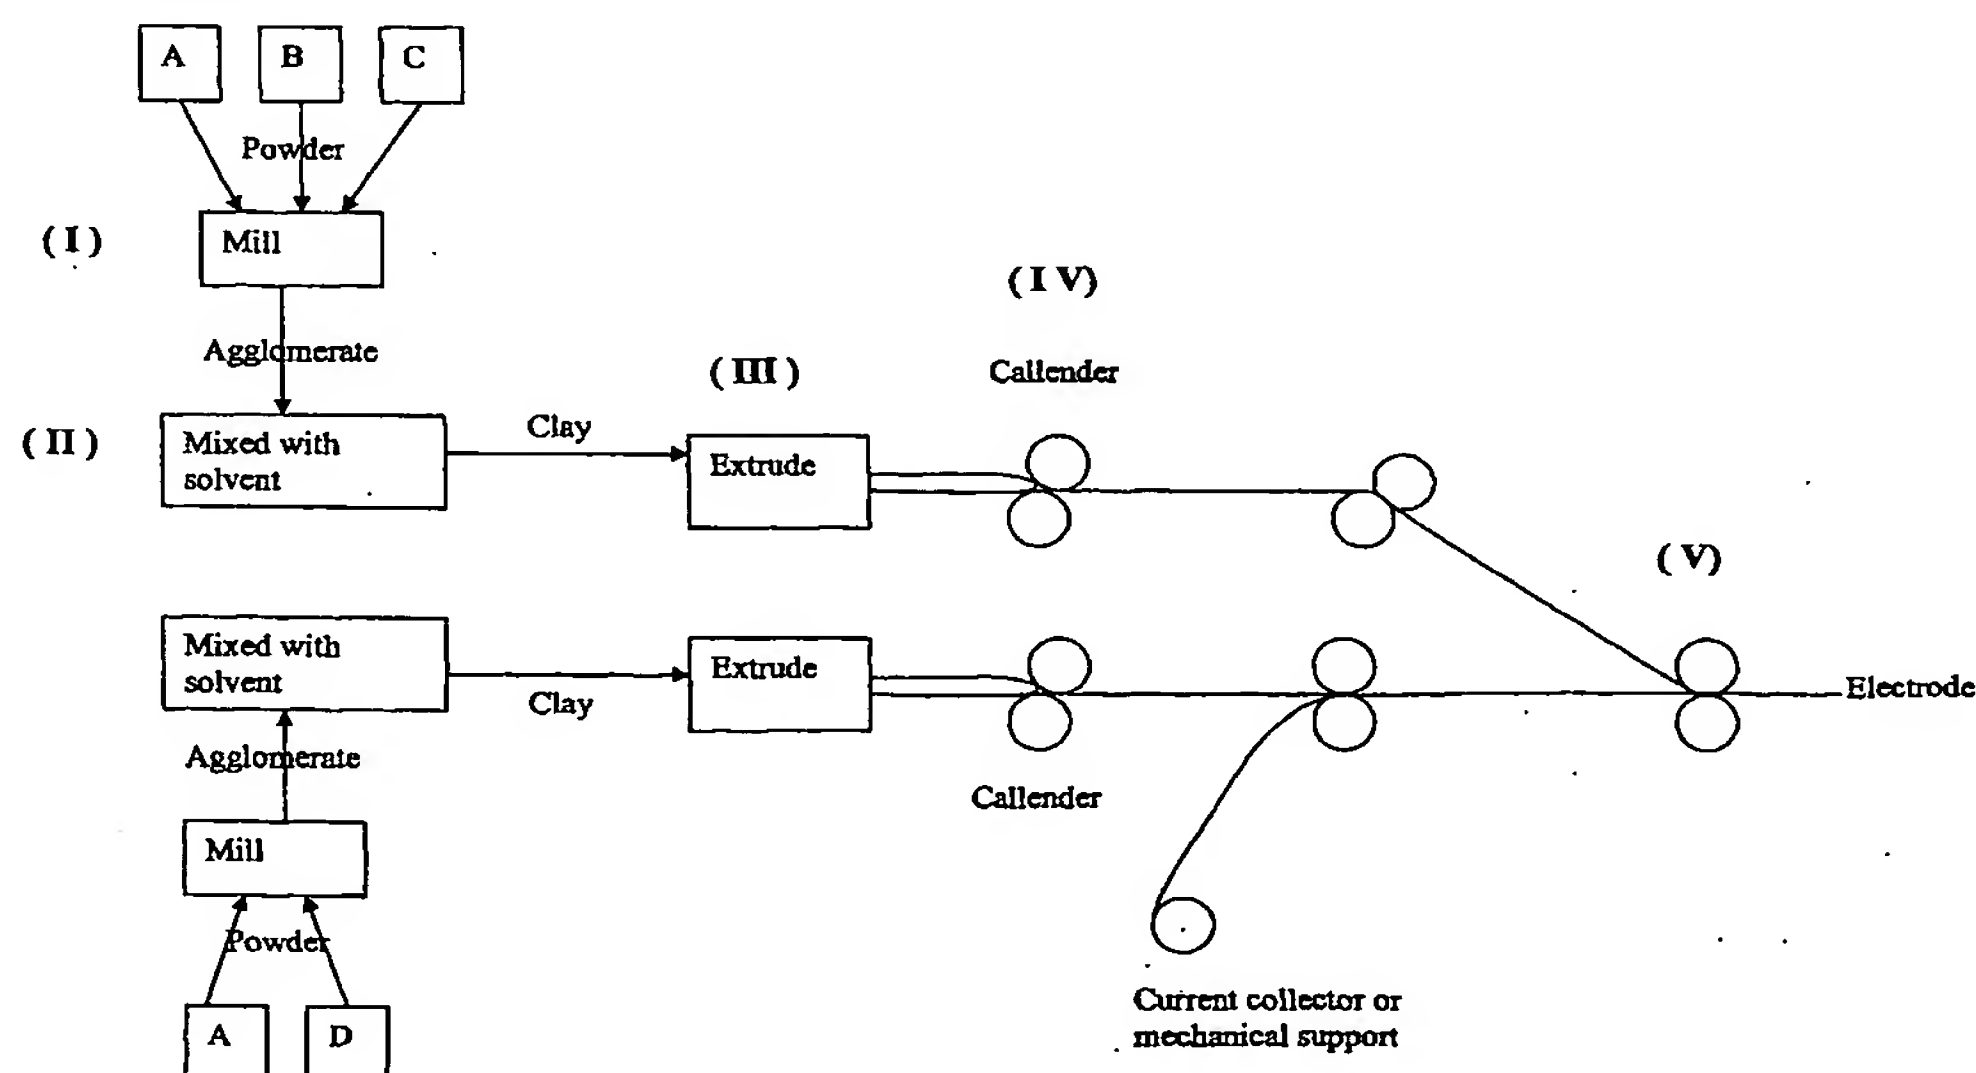 A
B
C
Powder
( I )
Mill
( I V)
Agglomerate
( III )
Callender
( II )
Mixed with
solvent
Clay
Extrude
( V)
Mixed with
solvent
Clay
Extrude
Electrode
Agglomerate
Callender
Mill
Powder
A
D
Current collector or
mechanical support